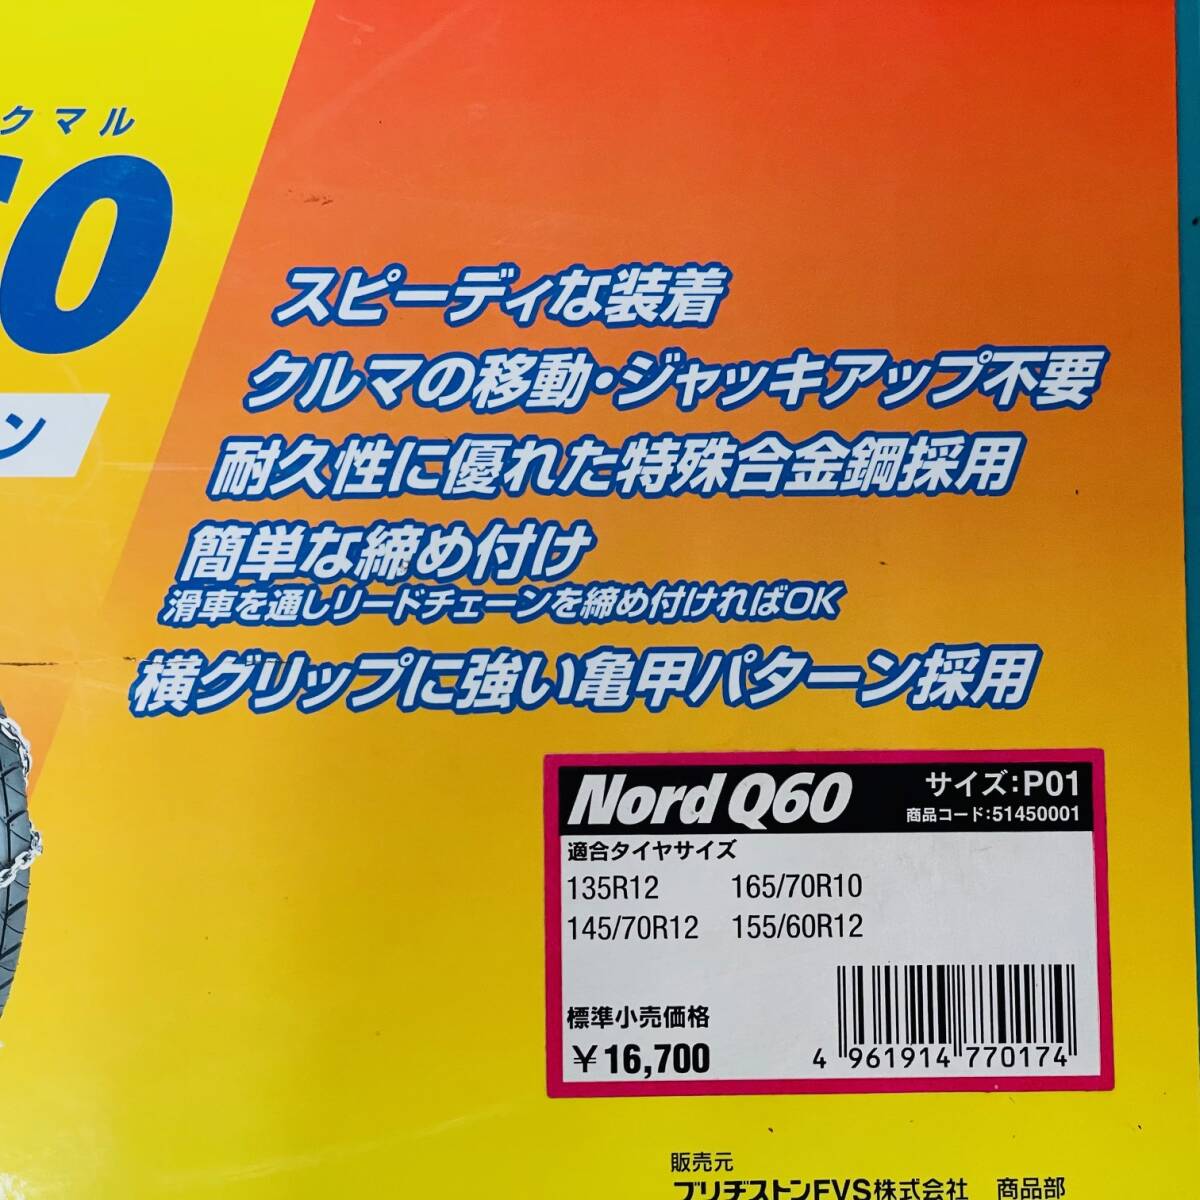 クマル
60
ン
スピーディな装着
クルマの移動・ジャッキアップ不要
耐久性に優れた特殊合金鋼採用
簡単な締め付け
滑車を通しリードチェーンを締め付ければOK
横グリップに強い亀甲パターン採用
Nord Q60 サイズ:P01
商品コード:51450001
適合タイヤサイズ
135R12 165/70R10
145/70R12 155/60R12
標準小売価格
¥16,700
4 961914 770174
販売元
ブリヂストンFVS株式会社 商品部